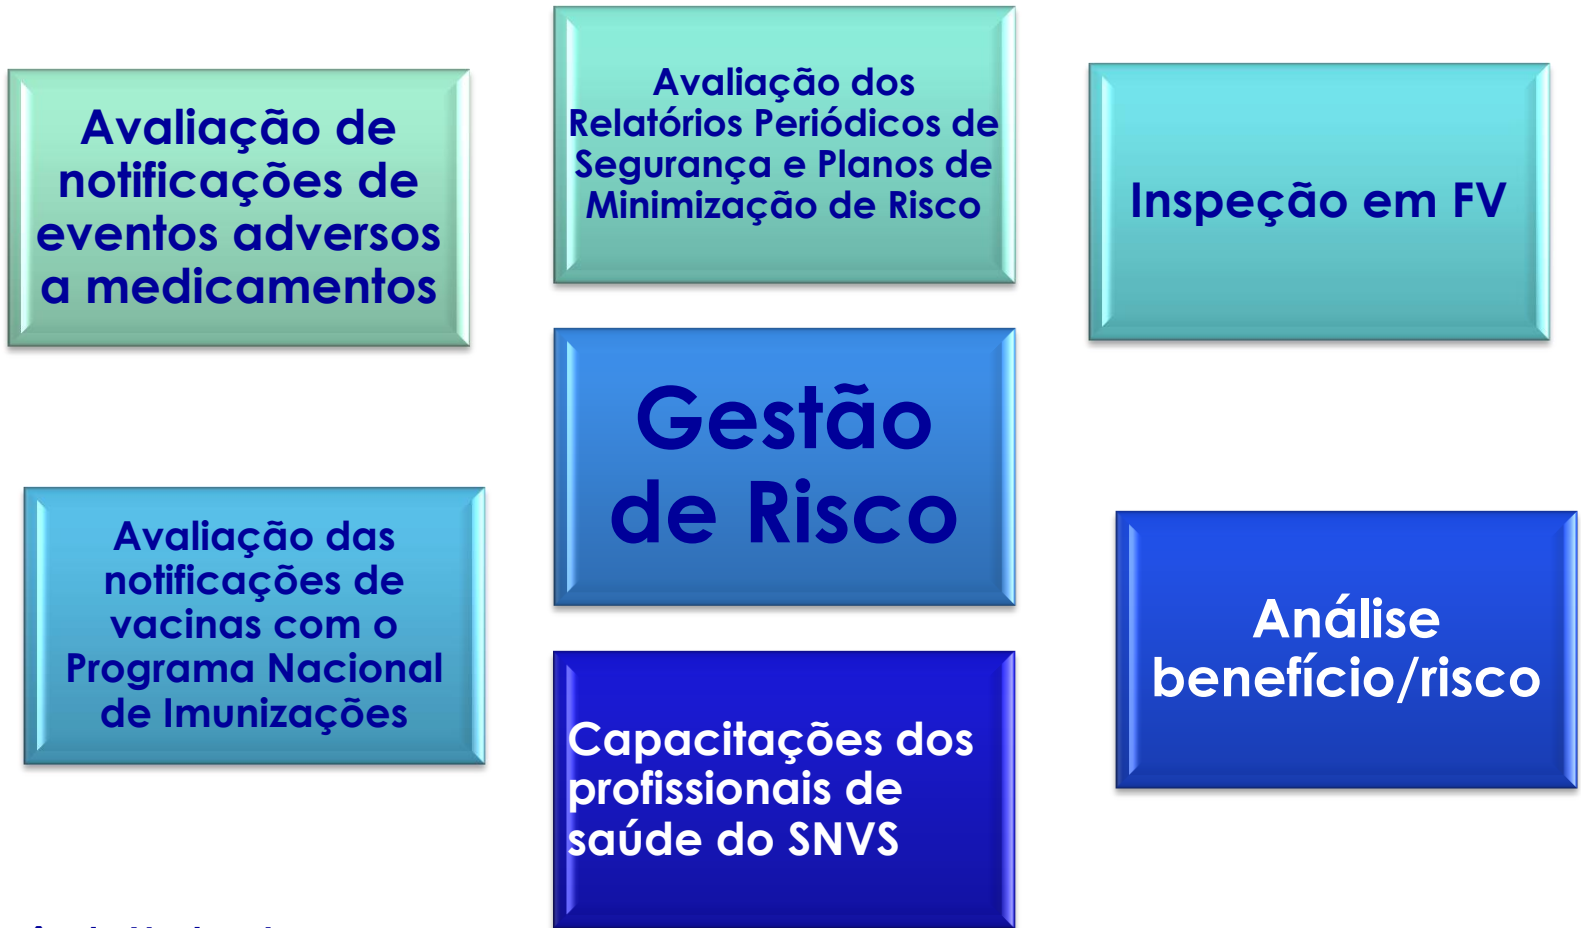 Avaliação de
notificações de
eventos adversos
a medicamentos
Avaliação dos
Relatórios Periódicos de
Segurança e Planos de
Minimização de Risco
Inspeção em FV
Gestão
de Risco
Avaliação das
notificações de
vacinas com o
Programa Nacional
de Imunizações
Análise
benefício/risco
Capacitações dos
profissionais de
saúde do SNVS